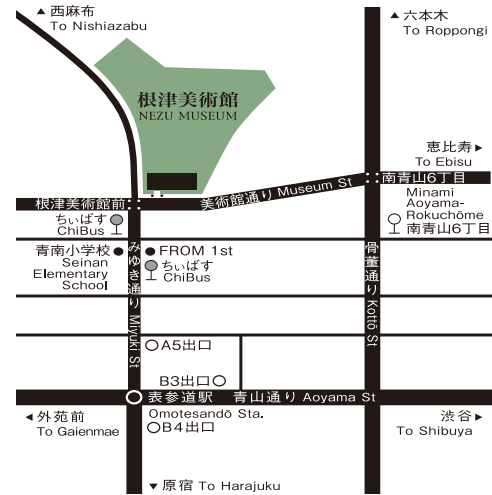 ▲ 西麻布
To Nishiazabu
▲ 六本木
To Roppongi
根津美術館
NEZU MUSEUM
恵比寿 ▶
To Ebisu
南青山6丁目
Minami
Aoyama-
Rokuchōme
南青山6丁目
美術館通り Museum St
根津美術館前
ちぃばす
ChiBus
青南小学校
Seinan
Elementary
School
FROM 1st
ちぃばす
ChiBus
みゆき通り Miyuki St
骨董通り Kottō St
A5出口
B3出口
表参道駅
Omotesandō Sta.
青山通り Aoyama St
B4出口
◀ 外苑前
To Gaienmae
渋谷 ▶
To Shibuya
▼ 原宿 To Harajuku